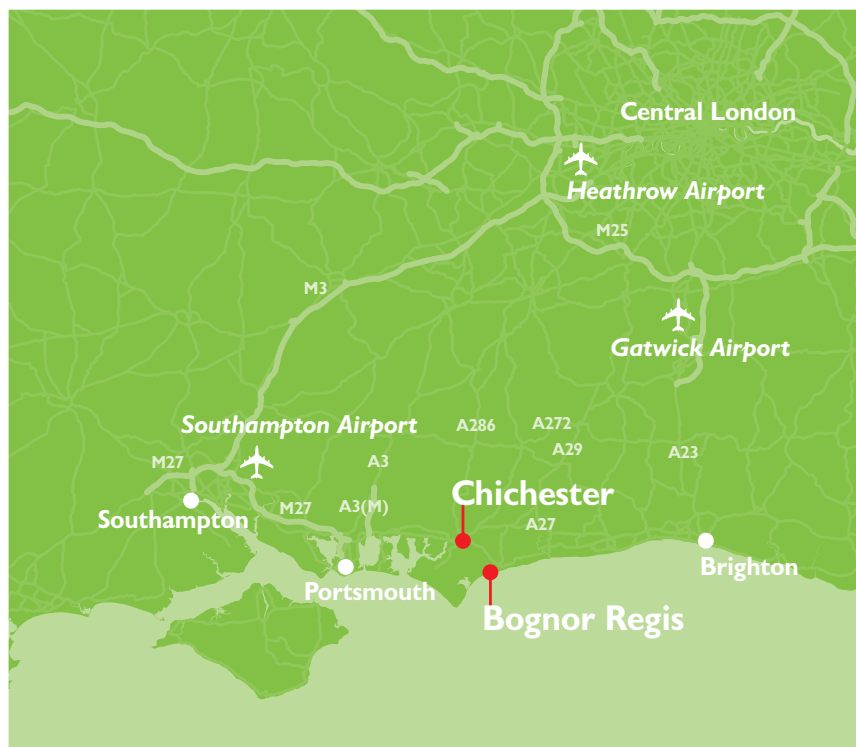 Central London
Heathrow Airport
M25
M3
Gatwick Airport
Southampton Airport
A286
A272
A29
A23
M27
A3
Chichester
Southampton
M27
A3(M)
A27
Portsmouth
Brighton
Bognor Regis